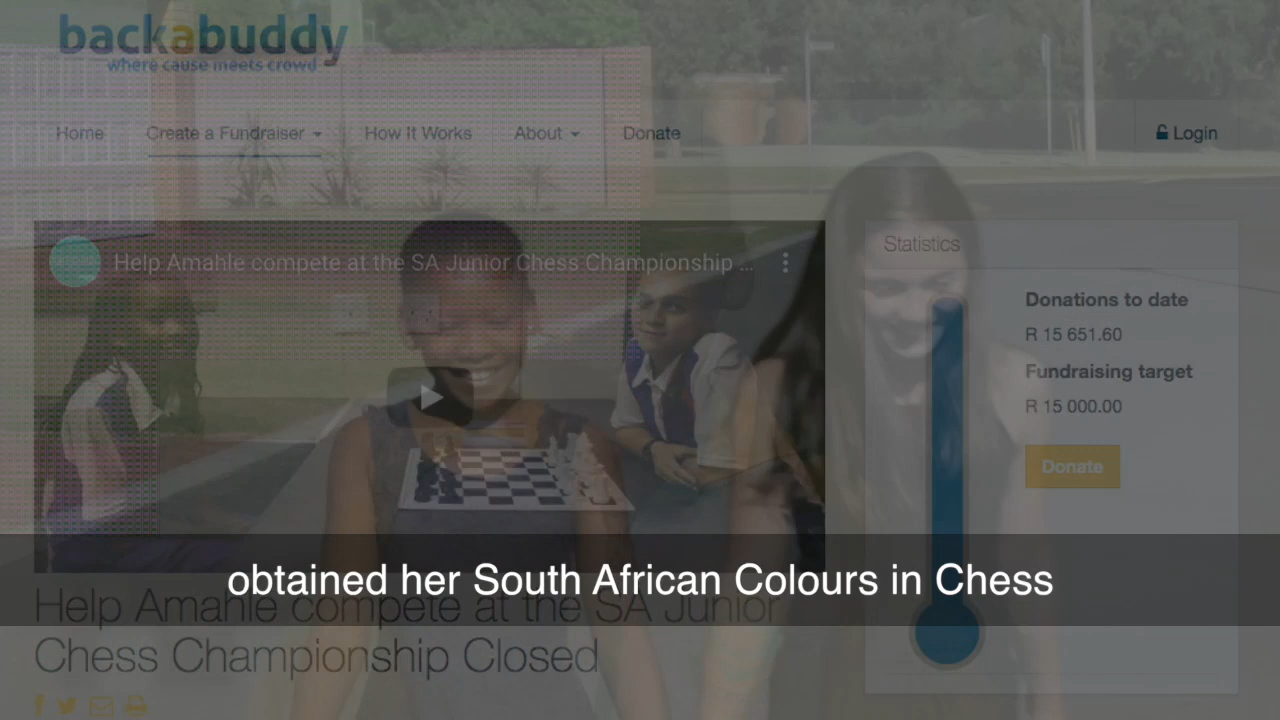 backabuddy
where cause meets crowd
Home
Create a Fundraiser
How It Works
About
Donate
Login
Help Amahle compete at the SA Junior Chess Championship ...
Statistics
Donations to date
R 15 651.60
Fundraising target
R 15 000.00
Donate
obtained her South African Colours in Chess
Help Amahle compete at the SA Junior
Chess Championship Closed